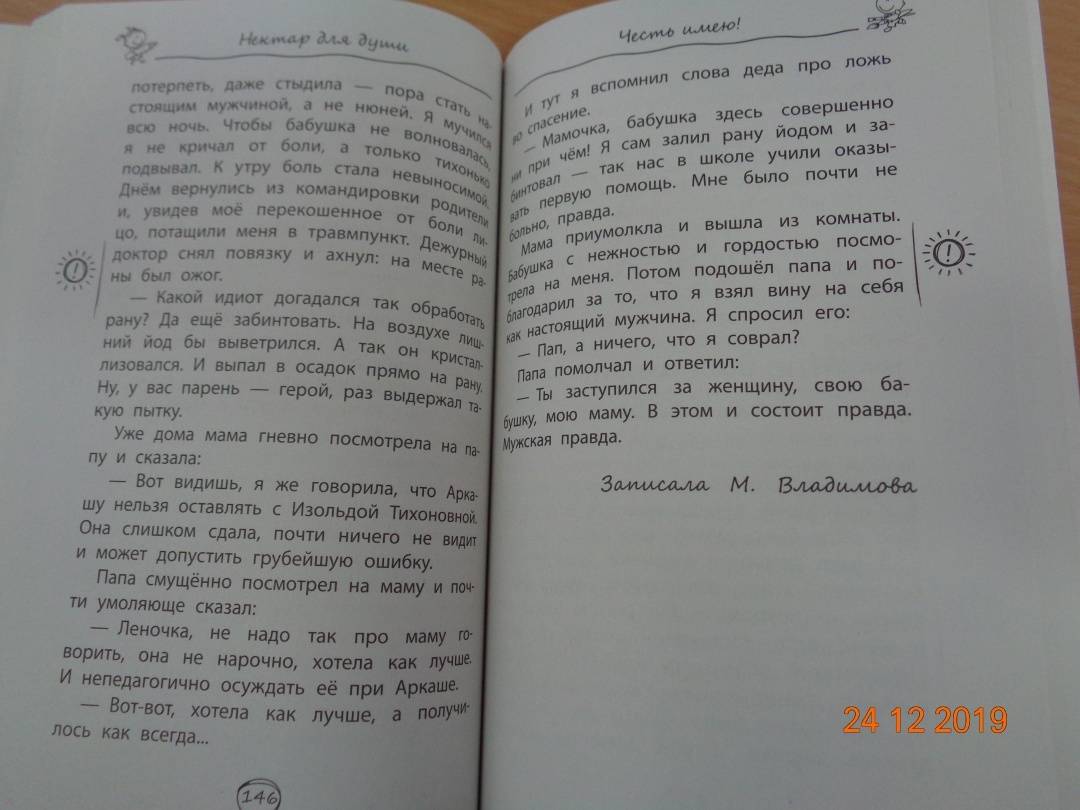 Нектар для души
потерпеть, даже стыдила — пора стать на-
стоящим мужчиной, а не нюней. Я мучился
всю ночь. Чтобы бабушка не волновалась,
я не кричал от боли, а только тихонько
подвывал. К утру боль стала невыносимой.
Днём вернулись из командировки родители
и, увидев моё перекошенное от боли ли-
цо, потащили меня в травмпункт. Дежурный
доктор снял повязку и ахнул: на месте ра-
ны был ожог.
— Какой идиот догадался так обработать
рану? Да ещё забинтовать. На воздухе лиш-
ний йод бы выветрился. А так он кристал-
лизовался. И выпал в осадок прямо на рану.
Ну, у вас парень — герой, раз выдержал та-
кую пытку.
Уже дома мама гневно посмотрела на па-
пу и сказала:
— Вот видишь, я же говорила, что Арка-
шу нельзя оставлять с Изольдой Тихоновной.
Она слишком сдала, почти ничего не видит
и может допустить грубейшую ошибку.
Папа смущённо посмотрел на маму и поч-
ти умоляюще сказал:
— Леночка, не надо так про маму го-
ворить, она не нарочно, хотела как лучше.
И непедагогично осуждать её при Аркаше.
— Вот-вот, хотела как лучше, а получи-
лось как всегда...
146
Честь имею!
И тут я вспомнил слова деда про ложь
во спасение.
— Мамочка, бабушка здесь совершенно
ни при чём! Я сам залил рану йодом и за-
бинтовал — так нас в школе учили оказы-
вать первую помощь. Мне было почти не
больно, правда.
Мама приумолкла и вышла из комнаты.
Бабушка с нежностью и гордостью посмо-
трела на меня. Потом подошёл папа и по-
благодарил за то, что я взял вину на себя
как настоящий мужчина. Я спросил его:
— Пап, а ничего, что я соврал?
Папа помолчал и ответил:
— Ты заступился за женщину, свою ба-
бушку, мою маму. В этом и состоит правда.
Мужская правда.
Записала М. Владимова
24 12 2019